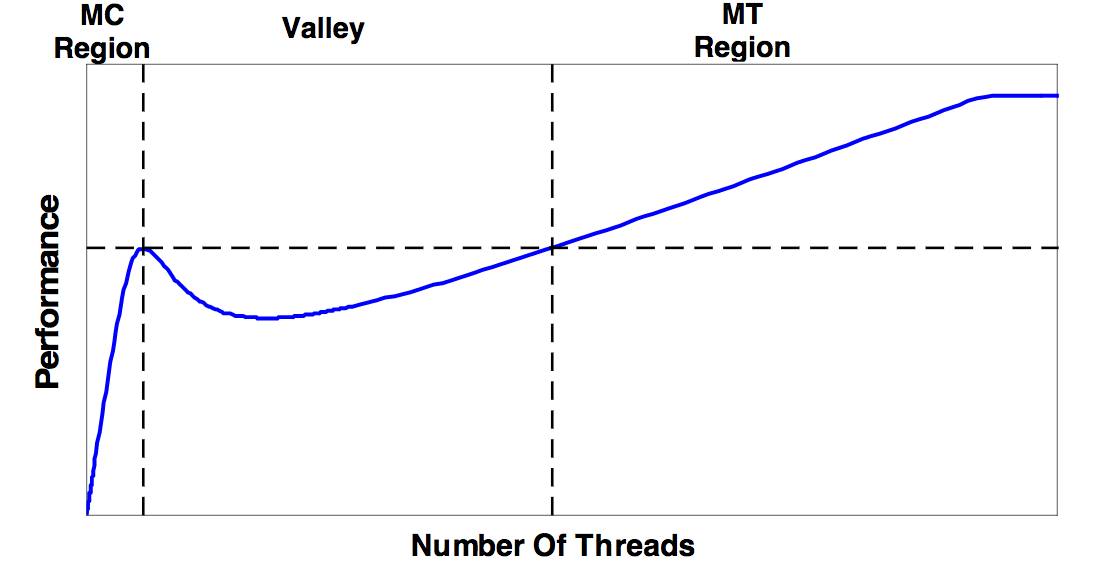 MC
Region
Valley
MT
Region
Performance
Number Of Threads